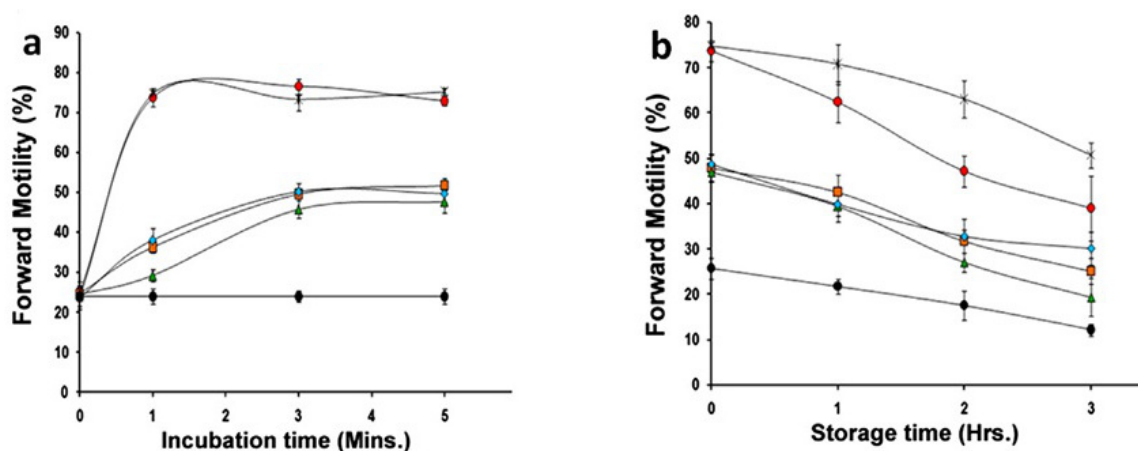 a
Forward Motility (%)
90
80
70
60
50
40
30
20
10
0
0 1 2 3 4 5
Incubation time (Mins.)
b
Forward Motility (%)
80
70
60
50
40
30
20
10
0
0 1 2 3
Storage time (Hrs.)